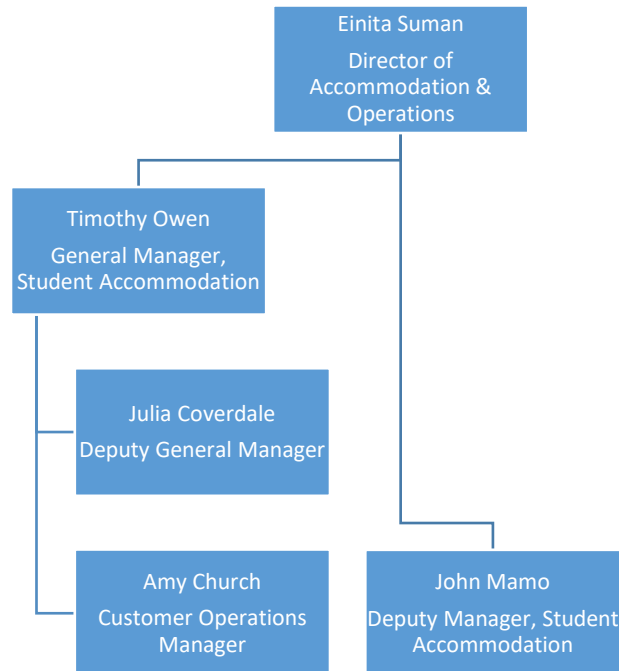 Einita Suman
Director of
Accommodation &
Operations
Timothy Owen
General Manager,
Student Accommodation
Julia Coverdale
Deputy General Manager
Amy Church
Customer Operations
Manager
John Mamo
Deputy Manager, Student
Accommodation